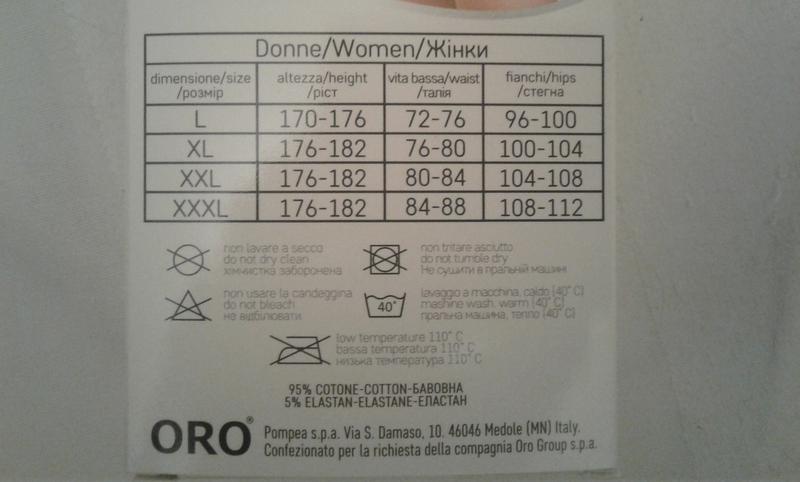 Donne/Women/Жінки
dimensione/size
/розмір
altezza/height
/ріст
vita bassa/waist
/талія
fianchi/hips
/стегна
L 170-176 72-76 96-100
XL 176-182 76-80 100-104
XXL 176-182 80-84 104-108
XXXL 176-182 84-88 108-112
non lavare a secco
do not dry clean
хімчистка заборонена
non tritare asciutto
do not tumble dry
Не сушити в пральній машині
non usare la candeggina
do not bleach
не відбілювати
40°
lavaggio a macchina, caldo (40° C)
mashine wash, warm (40° C)
пральна машина, тепло (40° C)
low temperature 110° C
bassa temperatura 110° C
низька температура 110° C
95% COTONE-COTTON-БАВОВНА
5% ELASTAN-ELASTANE-ЕЛАСТАН
ORO®
Pompea s.p.a. Via S. Damaso, 10. 46046 Medole (MN) Italy.
Confezionato per la richiesta della compagnia Oro Group s.p.a.